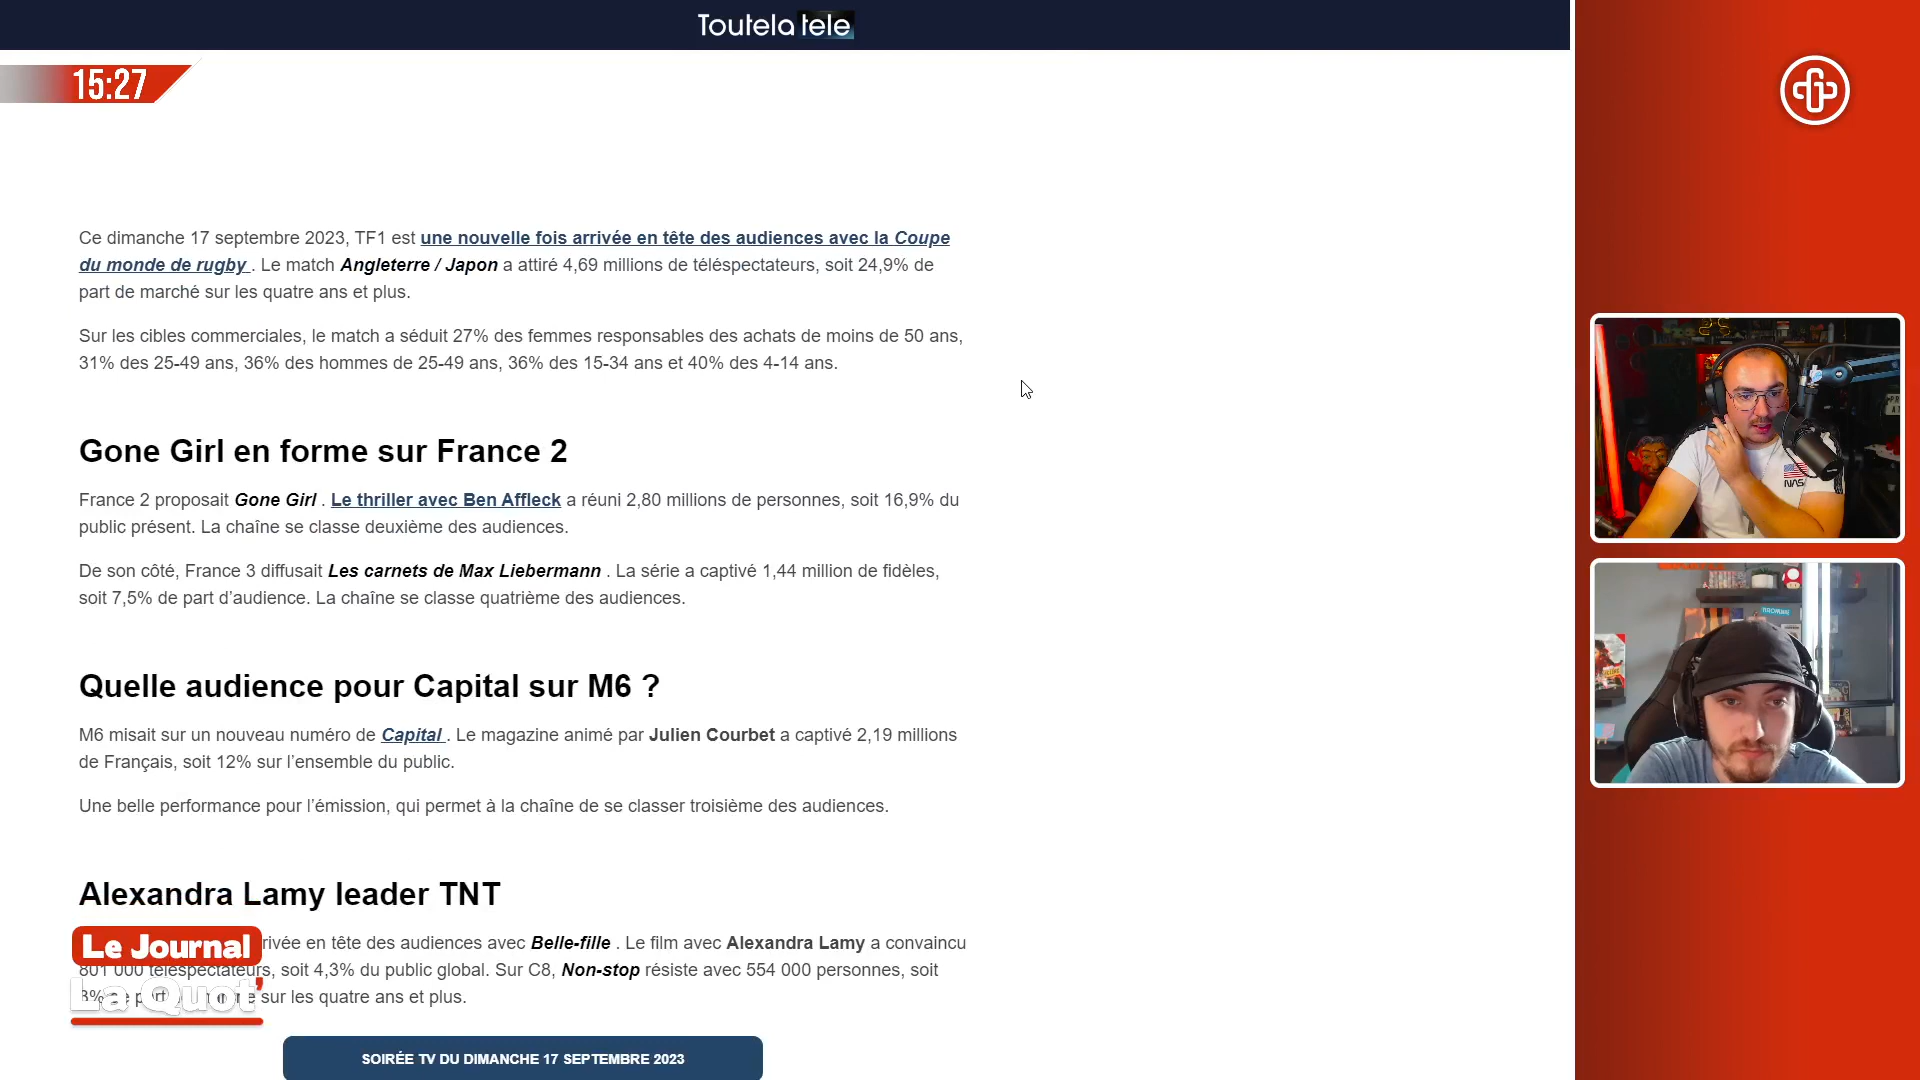 Toutelatele
15:27
Ce dimanche 17 septembre 2023, TF1 est une nouvelle fois arrivée en tête des audiences avec la Coupe
du monde de rugby . Le match Angleterre / Japon a attiré 4,69 millions de téléspectateurs, soit 24,9% de
part de marché sur les quatre ans et plus.
Sur les cibles commerciales, le match a séduit 27% des femmes responsables des achats de moins de 50 ans,
31% des 25-49 ans, 36% des hommes de 25-49 ans, 36% des 15-34 ans et 40% des 4-14 ans.
Gone Girl en forme sur France 2
France 2 proposait Gone Girl . Le thriller avec Ben Affleck a réuni 2,80 millions de personnes, soit 16,9% du
public présent. La chaîne se classe deuxième des audiences.
De son côté, France 3 diffusait Les carnets de Max Liebermann . La série a captivé 1,44 million de fidèles,
soit 7,5% de part d’audience. La chaîne se classe quatrième des audiences.
Quelle audience pour Capital sur M6 ?
M6 misait sur un nouveau numéro de Capital . Le magazine animé par Julien Courbet a captivé 2,19 millions
de Français, soit 12% sur l’ensemble du public.
Une belle performance pour l’émission, qui permet à la chaîne de se classer troisième des audiences.
Alexandra Lamy leader TNT
rivée en tête des audiences avec Belle-fille . Le film avec Alexandra Lamy a convaincu
801 000 téléspectateurs, soit 4,3% du public global. Sur C8, Non-stop résiste avec 554 000 personnes, soit
sur les quatre ans et plus.
Le Journal
La Quot'
SOIRÉE TV DU DIMANCHE 17 SEPTEMBRE 2023
NASA